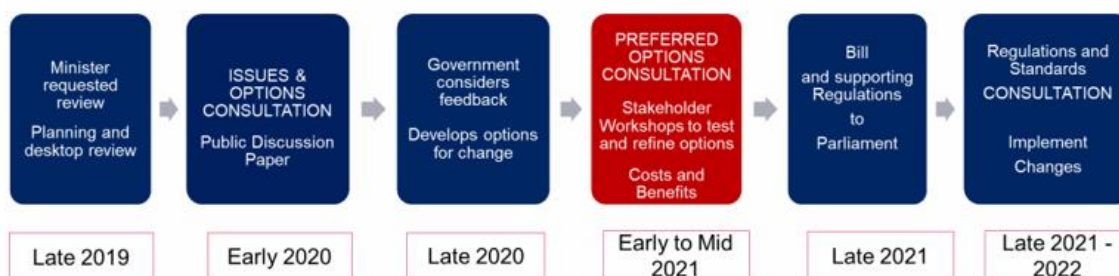 Minister
requested
review
Planning and
desktop review
ISSUES &
OPTIONS
CONSULTATION
Public Discussion
Paper
Government
considers
feedback
Develops options
for change
PREFERRED
OPTIONS
CONSULTATION
Stakeholder
Workshops to test
and refine options
Costs and
Benefits
Bill
and supporting
Regulations
to
Parliament
Regulations and
Standards
CONSULTATION
Implement
Changes
Late 2019
Early 2020
Late 2020
Early to Mid
2021
Late 2021
Late 2021 -
2022